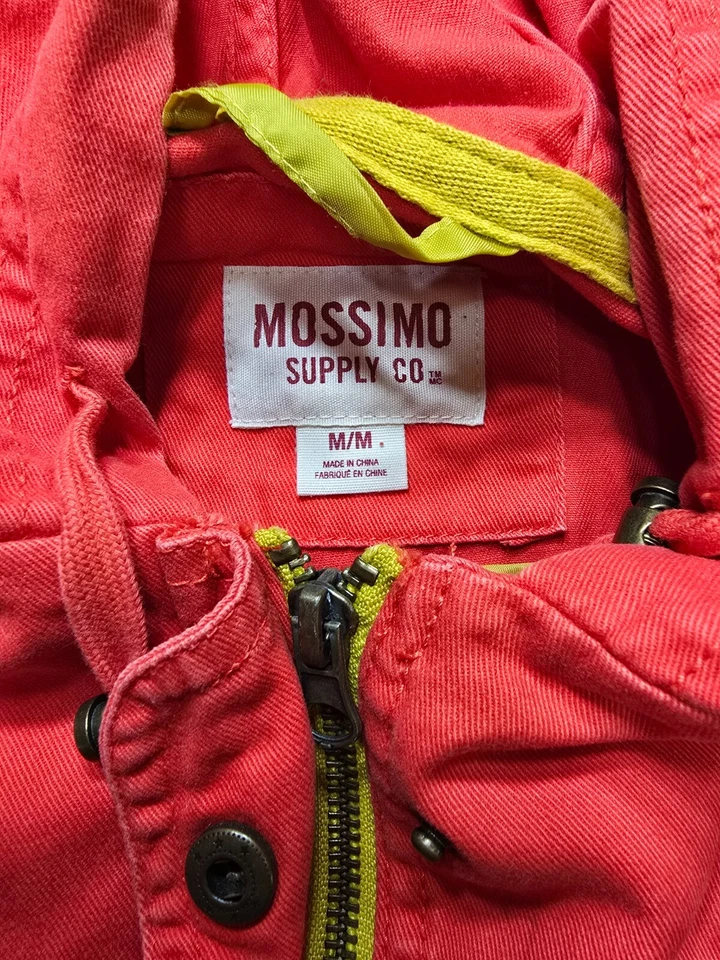 MOSSIMO
SUPPLY CO TM MC
M/M
MADE IN CHINA
FABRIQUÉ EN CHINE